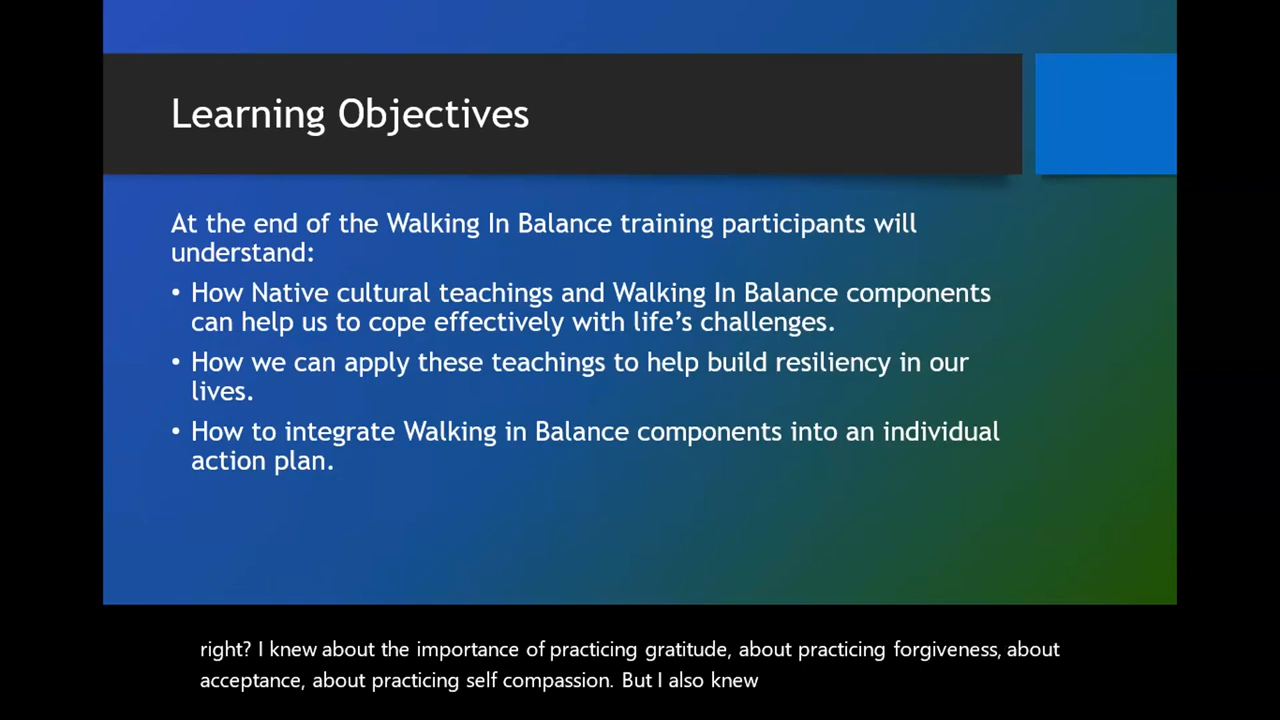 Learning Objectives
At the end of the Walking In Balance training participants will
understand:
• How Native cultural teachings and Walking In Balance components
can help us to cope effectively with life’s challenges.
• How we can apply these teachings to help build resiliency in our
lives.
• How to integrate Walking in Balance components into an individual
action plan.
right? I knew about the importance of practicing gratitude, about practicing forgiveness, about
acceptance, about practicing self compassion. But I also knew